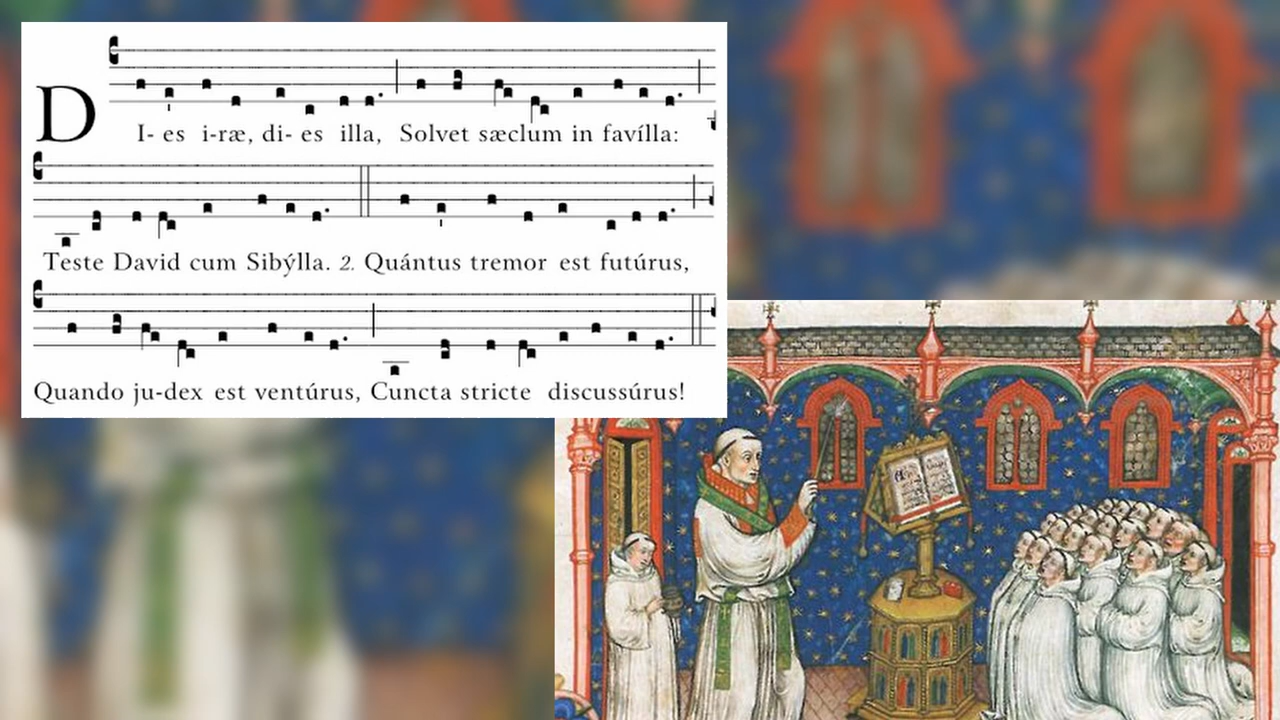 DI- es i-ræ, di- es illa, Solvet sæclum in favílla:
Teste David cum Sibýlla. 2. Quántus tremor est futúrus,
Quando ju-dex est ventúrus, Cuncta stricte discussúrus!